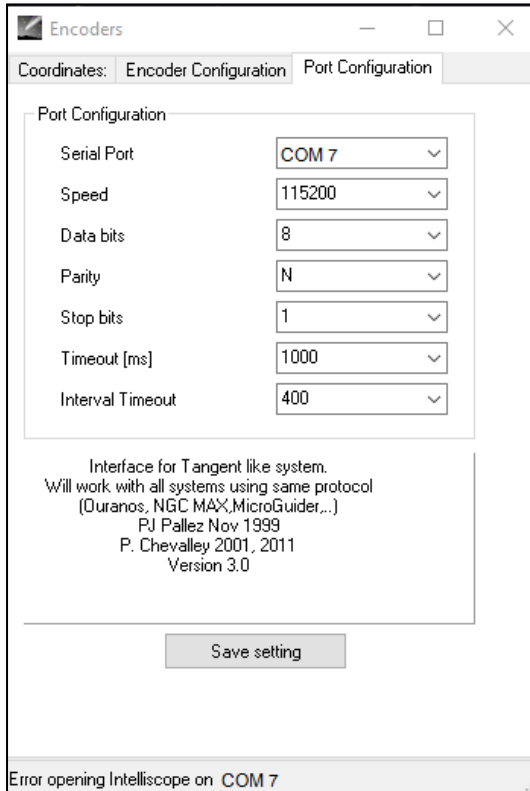 Encoders
Coordinates: Encoder Configuration Port Configuration
Port Configuration
Serial Port COM 7
Speed 115200
Data bits 8
Parity N
Stop bits 1
Timeout [ms] 1000
Interval Timeout 400
Interface for Tangent like system.
Will work with all systems using same protocol
(Ouranos, NGC MAX,MicroGuider,..)
PJ Pallez Nov 1999
P. Chevalley 2001, 2011
Version 3.0
Save setting
Error opening Intelliscope on COM 7